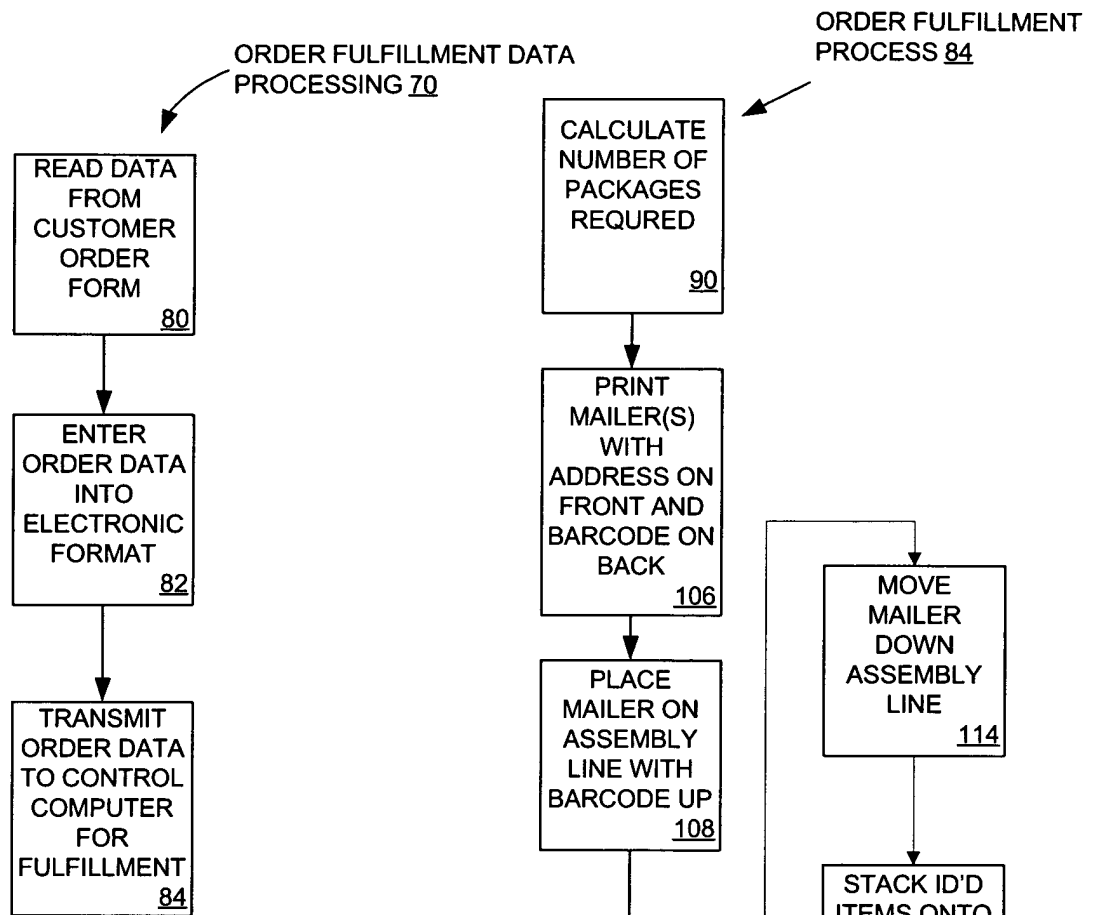 ORDER FULFILLMENT DATA
PROCESSING 70
READ DATA
FROM
CUSTOMER
ORDER
FORM
80
ENTER
ORDER DATA
INTO
ELECTRONIC
FORMAT
82
TRANSMIT
ORDER DATA
TO CONTROL
COMPUTER
FOR
FULFILLMENT
84
ORDER FULFILLMENT
PROCESS 84
CALCULATE
NUMBER OF
PACKAGES
REQURED
90
PRINT
MAILER(S)
WITH
ADDRESS ON
FRONT AND
BARCODE ON
BACK
106
PLACE
MAILER ON
ASSEMBLY
LINE WITH
BARCODE UP
108
MOVE
MAILER
DOWN
ASSEMBLY
LINE
114
STACK ID'D
ITEMS ONTO